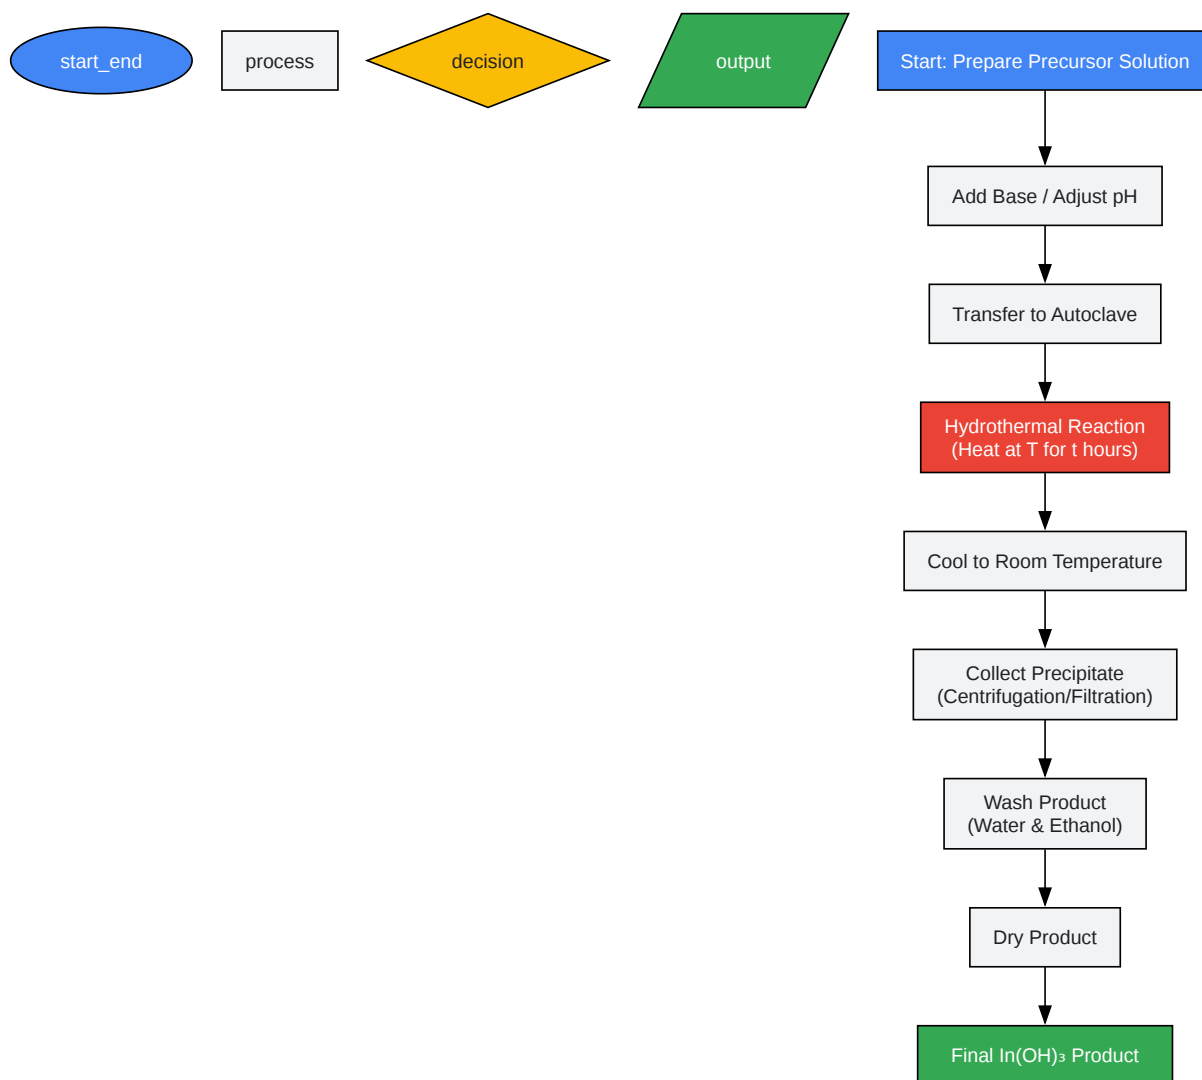 start_end
process
decision
output
Start: Prepare Precursor Solution
Add Base / Adjust pH
Transfer to Autoclave
Hydrothermal Reaction
(Heat at T for t hours)
Cool to Room Temperature
Collect Precipitate
(Centrifugation/Filtration)
Wash Product
(Water & Ethanol)
Dry Product
Final In(OH)₃ Product